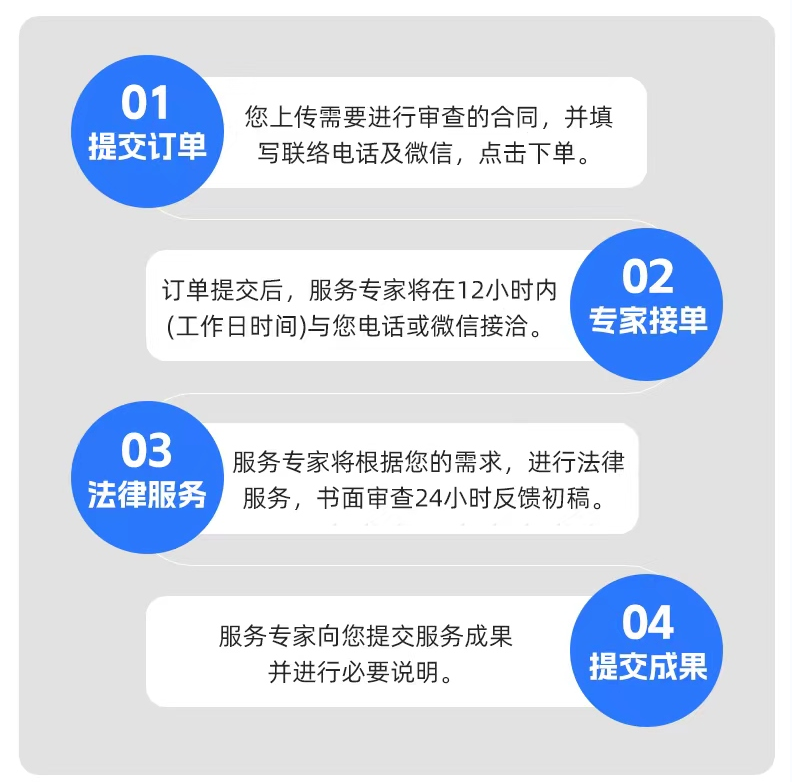 01
提交订单
您上传需要进行审查的合同，并填
写联络电话及微信，点击下单。
02
专家接单
订单提交后，服务专家将在12小时内
(工作日时间)与您电话或微信接洽。
03
法律服务
服务专家将根据您的需求，进行法律
服务，书面审查24小时反馈初稿。
04
提交成果
服务专家向您提交服务成果
并进行必要说明。